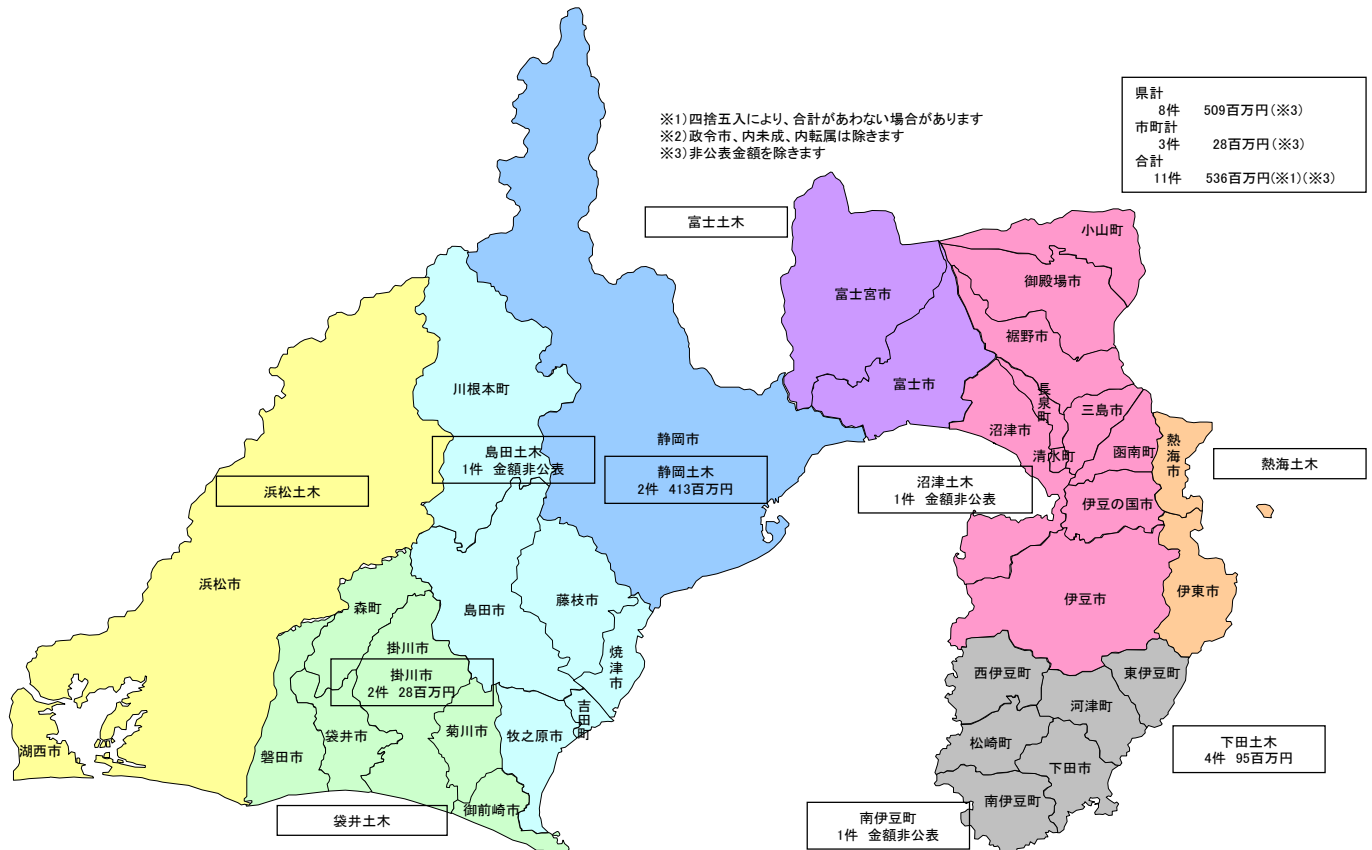 ※1)四捨五入により、合計があわない場合があります
※2)政令市、内未成、内転属は除きます
※3)非公表金額を除きます
県計
8件 509百万円(※3)
市町計
3件 28百万円(※3)
合計
11件 536百万円(※1)(※3)
富士土木
小山町
御殿場市
富士宮市
裾野市
富士市
川根本町
長泉町
三島市
沼津市
静岡市
清水町
函南町
熱海市
島田土木
1件 金額非公表
静岡土木
2件 413百万円
沼津土木
1件 金額非公表
熱海土木
浜松土木
伊豆の国市
浜松市
伊豆市
伊東市
森町
島田市
藤枝市
掛川市
掛川市
2件 28百万円
焼津市
西伊豆町
東伊豆町
河津町
吉田町
湖西市
磐田市
袋井市
菊川市
牧之原市
松崎町
下田市
下田土木
4件 95百万円
南伊豆町
御前崎市
袋井土木
南伊豆町
1件 金額非公表